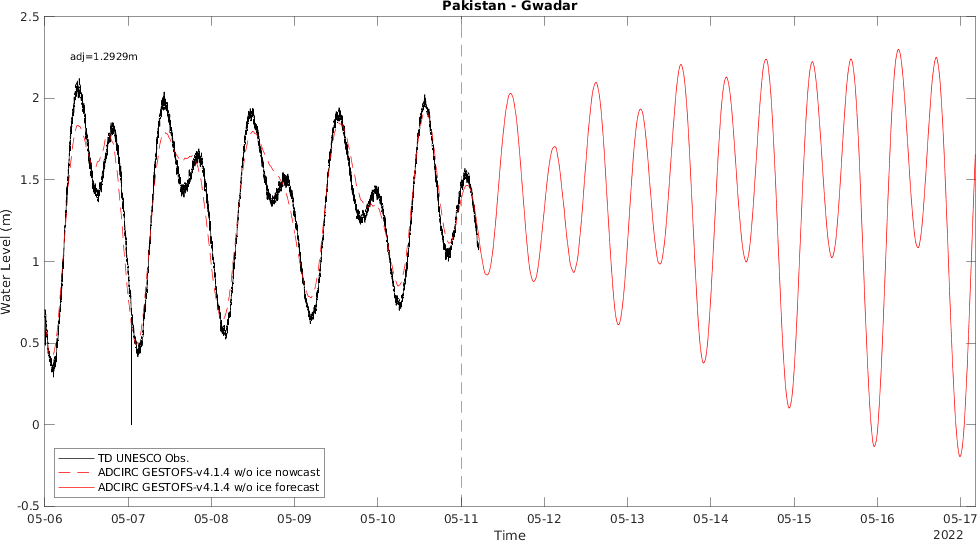 Pakistan - Gwadar
adj=1.2929m
2.5
2
1.5
1
0.5
0
-0.5
Water Level (m)
TD UNESCO Obs.
ADCIRC GESTOFS-v4.1.4 w/o ice nowcast
ADCIRC GESTOFS-v4.1.4 w/o ice forecast
05-06 05-07 05-08 05-09 05-10 05-11 05-12 05-13 05-14 05-15 05-16 05-17
Time
2022